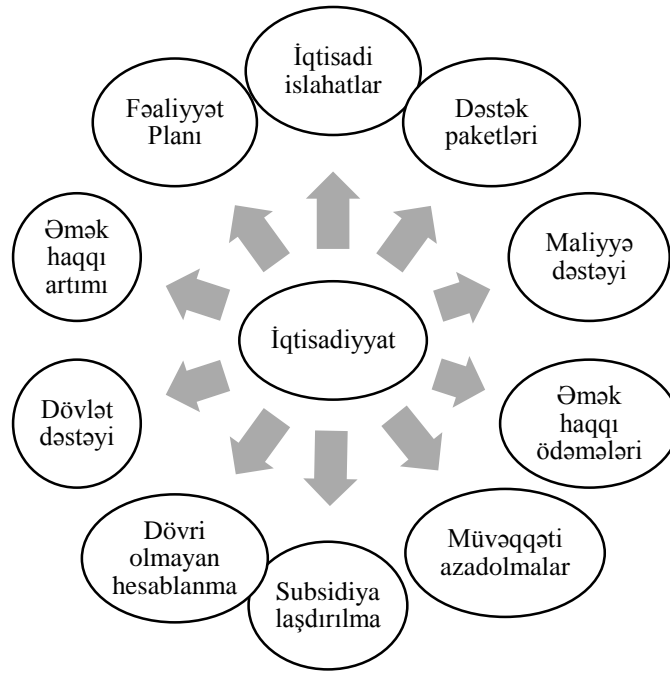 İqtisadi
islahatlar
Dəstək
paketləri
Maliyyə
dəstəyi
Əmək
haqqı
ödəmələri
Müvəqqəti
azadolmalar
Subsidiya
laşdırılma
Dövri
olmayan
hesablanma
Dövlət
dəstəyi
Əmək
haqqı
artımı
Fəaliyyət
Planı
İqtisadiyyat